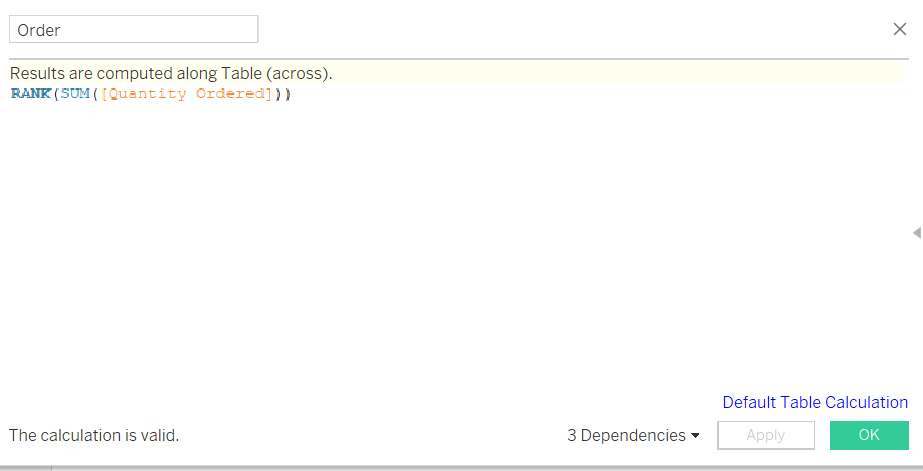 Order
Results are computed along Table (across).
RANK(SUM([Quantity Ordered]))
Default Table Calculation
The calculation is valid.
3 Dependencies
Apply
OK